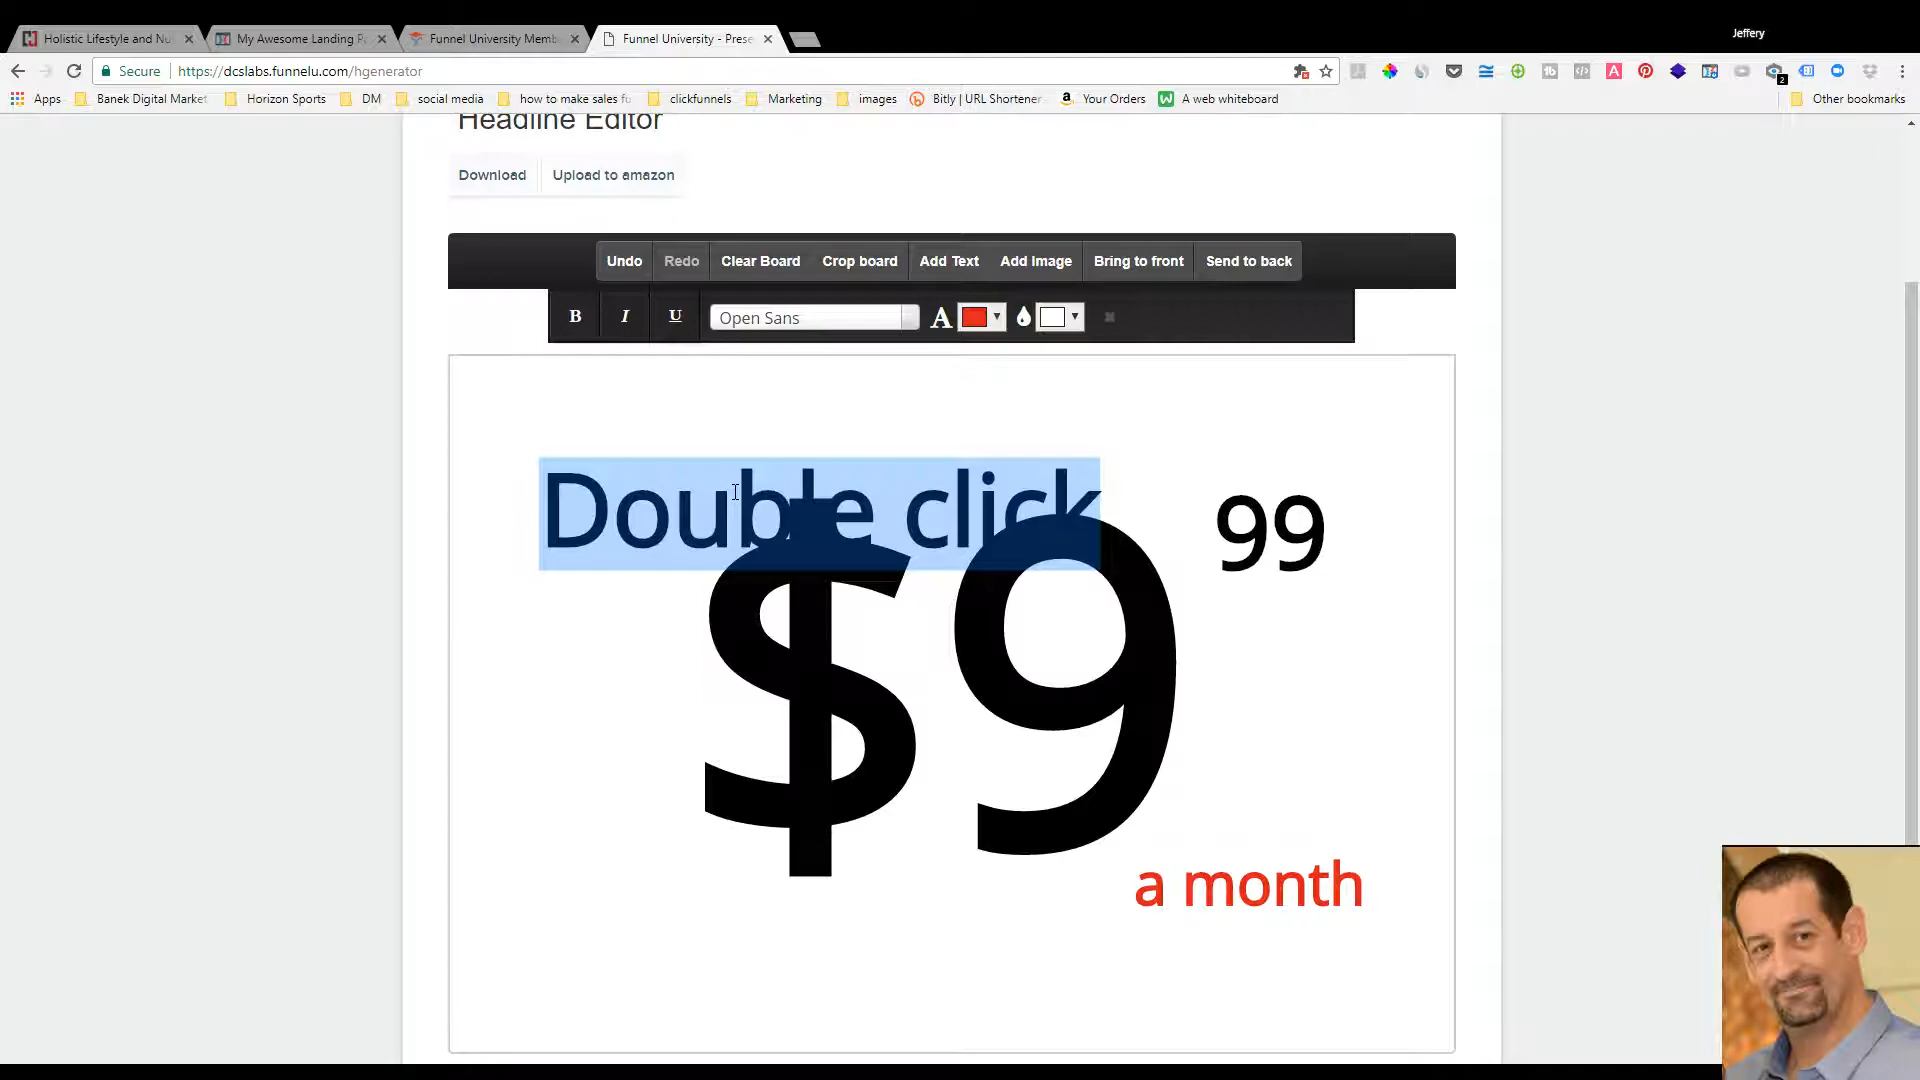 Jeffery
Holistic Lifestyle and Nu
My Awesome Landing Pa
Funnel University Memb
Funnel University - Prese
Secure
https://dcslabs.funnelu.com/hgenerator
Apps
Banek Digital Market
Horizon Sports
DM
social media
how to make sales fu
clickfunnels
Marketing
images
Bitly | URL Shortener
Your Orders
A web whiteboard
Other bookmarks
Headline Editor
Download
Upload to amazon
Undo
Redo
Clear Board
Crop board
Add Text
Add Image
Bring to front
Send to back
B
I
U
Open Sans
A
Double click
$9
99
a month